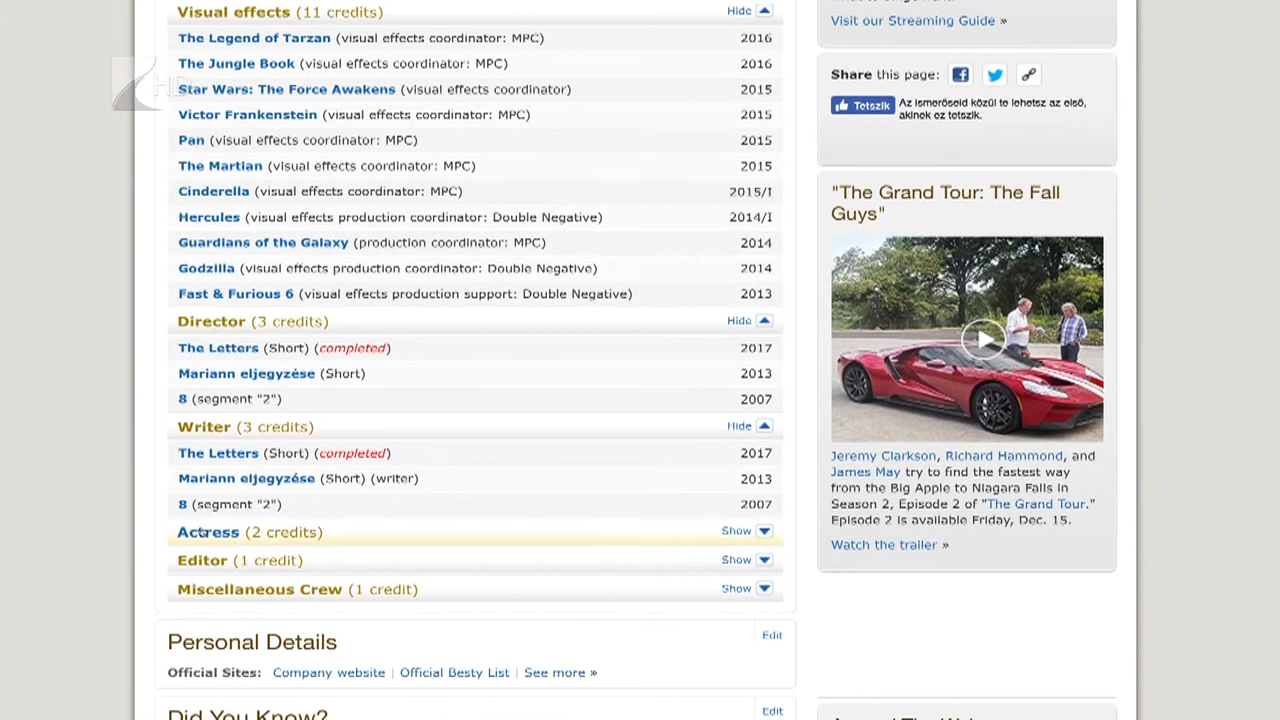 Visual effects (11 credits) Hide
The Legend of Tarzan (visual effects coordinator: MPC) 2016
The Jungle Book (visual effects coordinator: MPC) 2016
Star Wars: The Force Awakens (visual effects coordinator) 2015
Victor Frankenstein (visual effects coordinator: MPC) 2015
Pan (visual effects coordinator: MPC) 2015
The Martian (visual effects coordinator: MPC) 2015
Cinderella (visual effects coordinator: MPC) 2015/I
Hercules (visual effects production coordinator: Double Negative) 2014/I
Guardians of the Galaxy (production coordinator: MPC) 2014
Godzilla (visual effects production coordinator: Double Negative) 2014
Fast & Furious 6 (visual effects production support: Double Negative) 2013
Director (3 credits) Hide
The Letters (Short) (completed) 2017
Mariann eljegyzése (Short) 2013
8 (segment "2") 2007
Writer (3 credits) Hide
The Letters (Short) (completed) 2017
Mariann eljegyzése (Short) (writer) 2013
8 (segment "2") 2007
Actress (2 credits) Show
Editor (1 credit) Show
Miscellaneous Crew (1 credit) Show
Personal Details Edit
Official Sites: Company website | Official Besty List | See more »
Did You Know? Edit
HD
Visit our Streaming Guide »
Share this page:
Tetszik
Az ismerőseid közül te lehetsz az első,
akinek ez tetszik.
"The Grand Tour: The Fall
Guys"
Jeremy Clarkson, Richard Hammond, and
James May try to find the fastest way
from the Big Apple to Niagara Falls in
Season 2, Episode 2 of "The Grand Tour."
Episode 2 is available Friday, Dec. 15.
Watch the trailer »